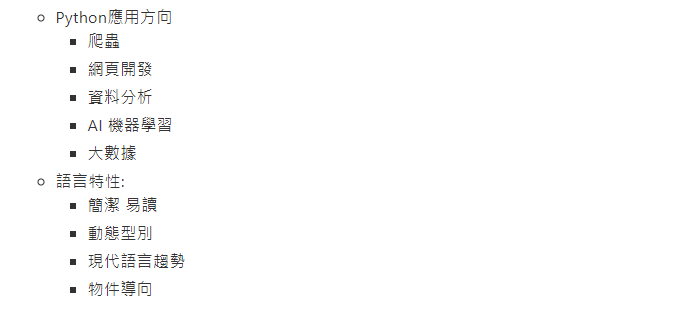 Python應用方向
爬蟲
網頁開發
資料分析
AI 機器學習
大數據
語言特性:
簡潔 易讀
動態型別
現代語言趨勢
物件導向